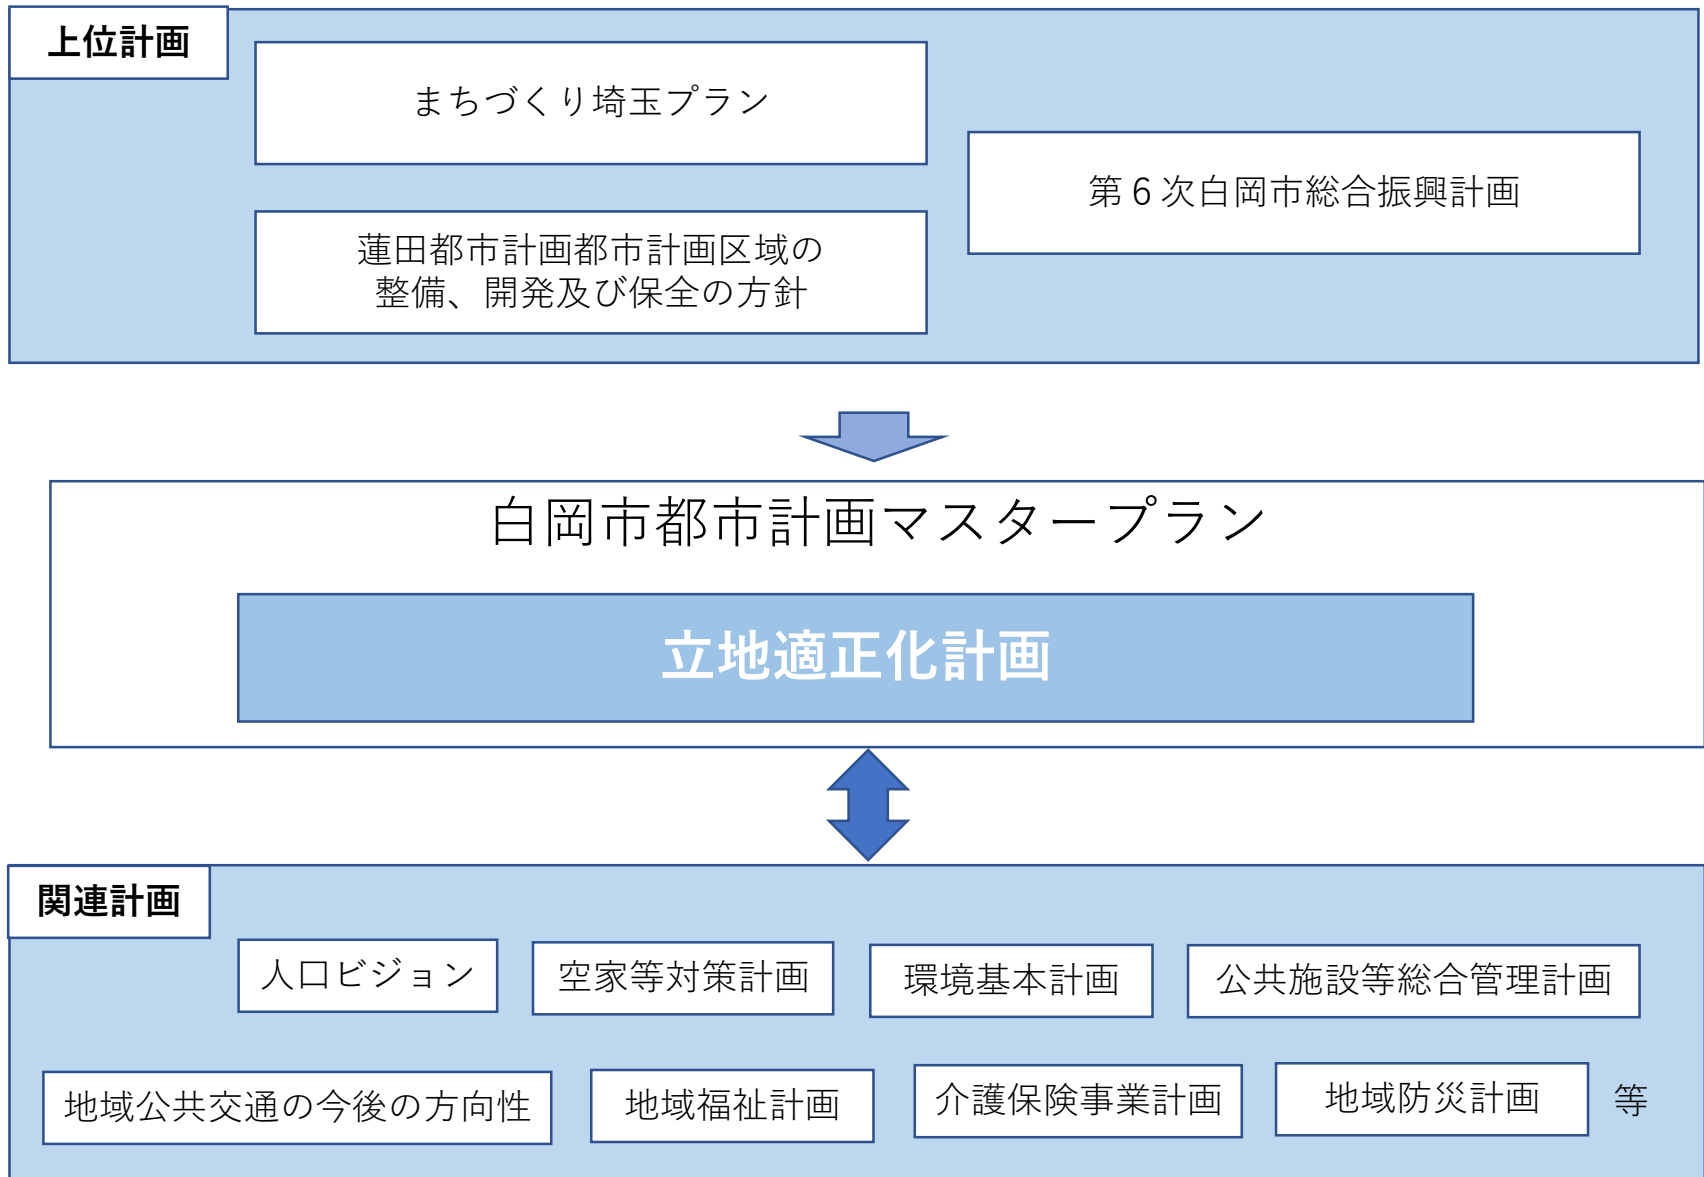 上位計画
まちづくり埼玉プラン
第6次白岡市総合振興計画
蓮田都市計画都市計画区域の
整備、開発及び保全の方針
白岡市都市計画マスタープラン
立地適正化計画
関連計画
人口ビジョン
空家等対策計画
環境基本計画
公共施設等総合管理計画
地域公共交通の今後の方向性
地域福祉計画
介護保険事業計画
地域防災計画
等